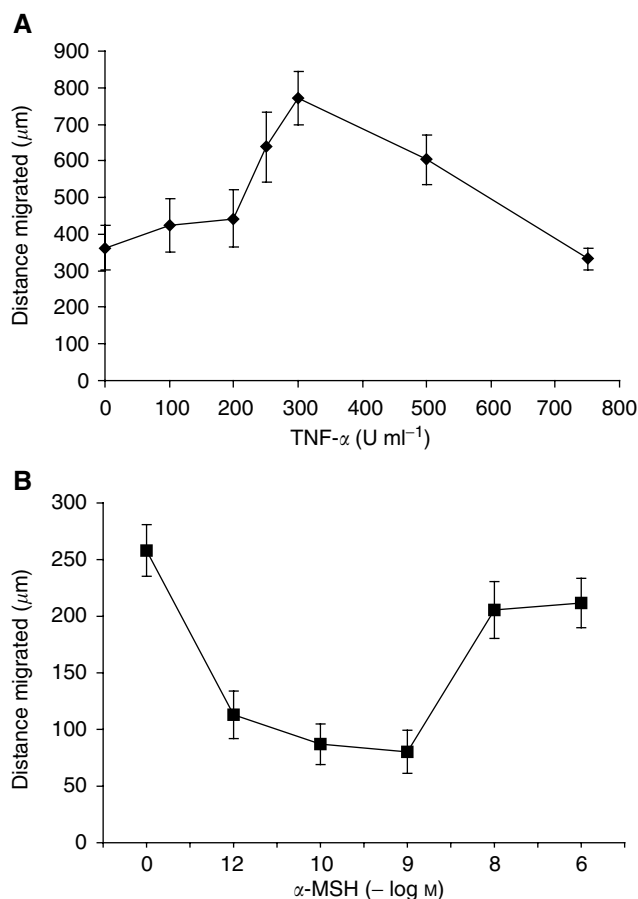 A
900
800
700
600
500
400
300
200
100
0
Distance migrated (μm)
0 100 200 300 400 500 600 700 800
TNF-α (U ml⁻¹)
B
300
250
200
150
100
50
0
Distance migrated (μm)
0 12 10 9 8 6
α-MSH (– log M)